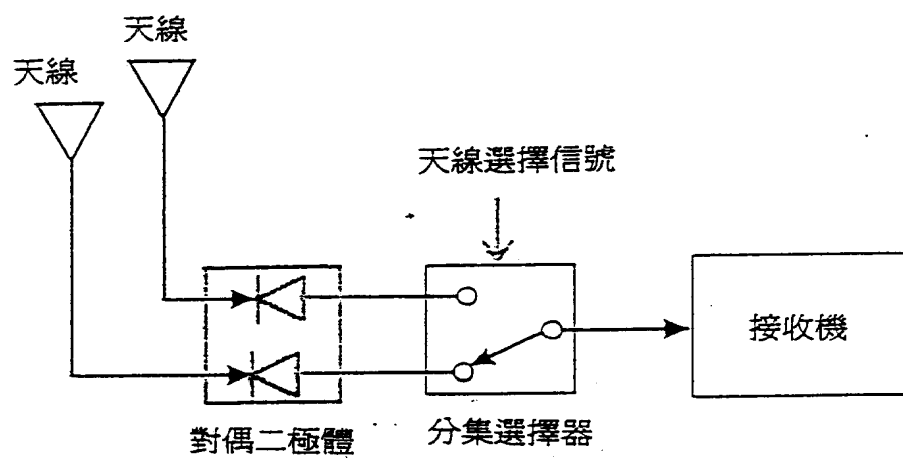 天線
天線
天線選擇信號
接收機
對偶二極體
分集選擇器